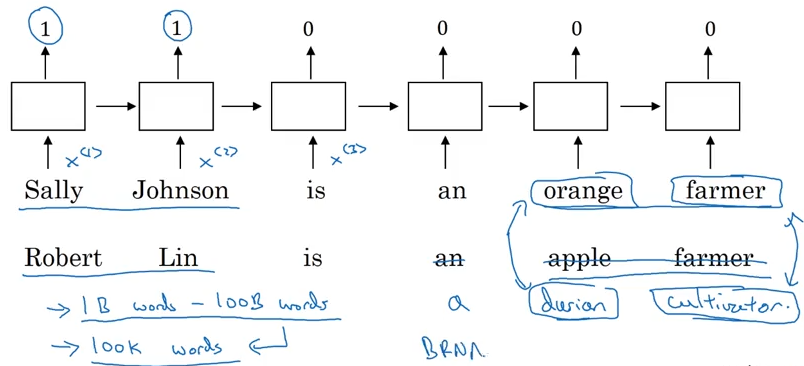 1 1 0 0 0 0
x<1> x<2> x<3>
Sally Johnson is an orange farmer
Robert Lin is an apple farmer
→ 1B words - 100B words a durian cultivator.
→ 100K words BRNN